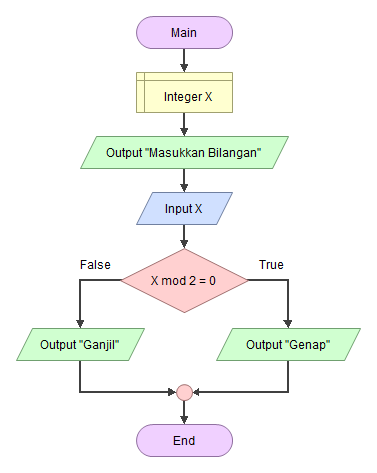 Main
Integer X
Output "Masukkan Bilangan"
Input X
False
True
X mod 2 = 0
Output "Ganjil"
Output "Genap"
End